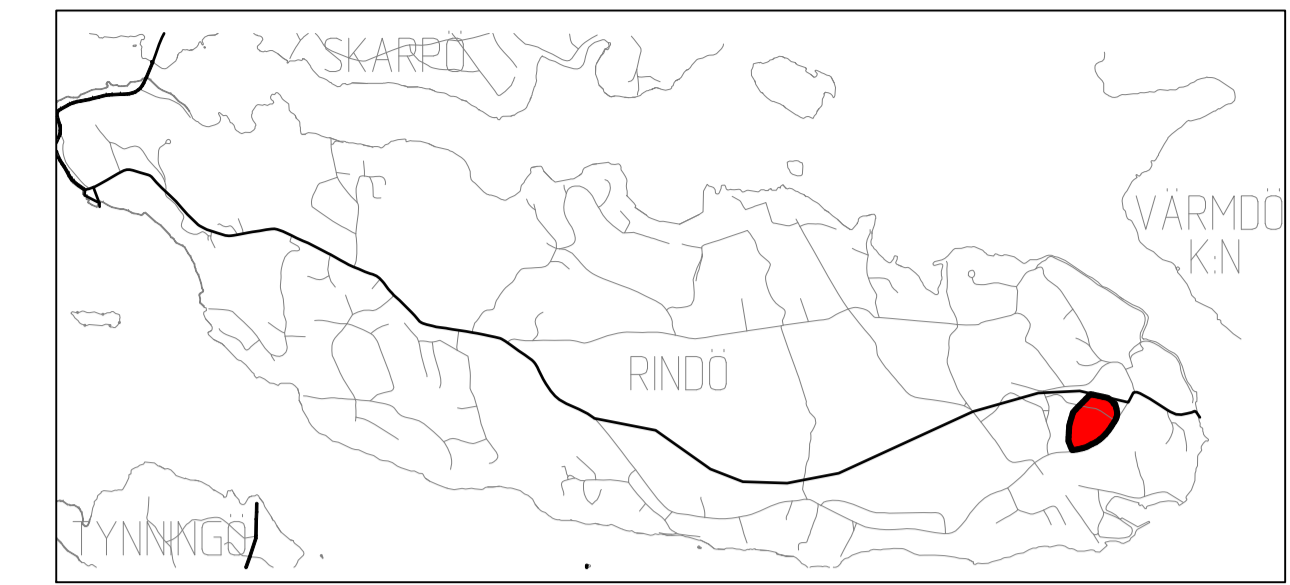 SKARPÖ
VÄRMDÖ
K:N
RINDÖ
TYNNINGÖ